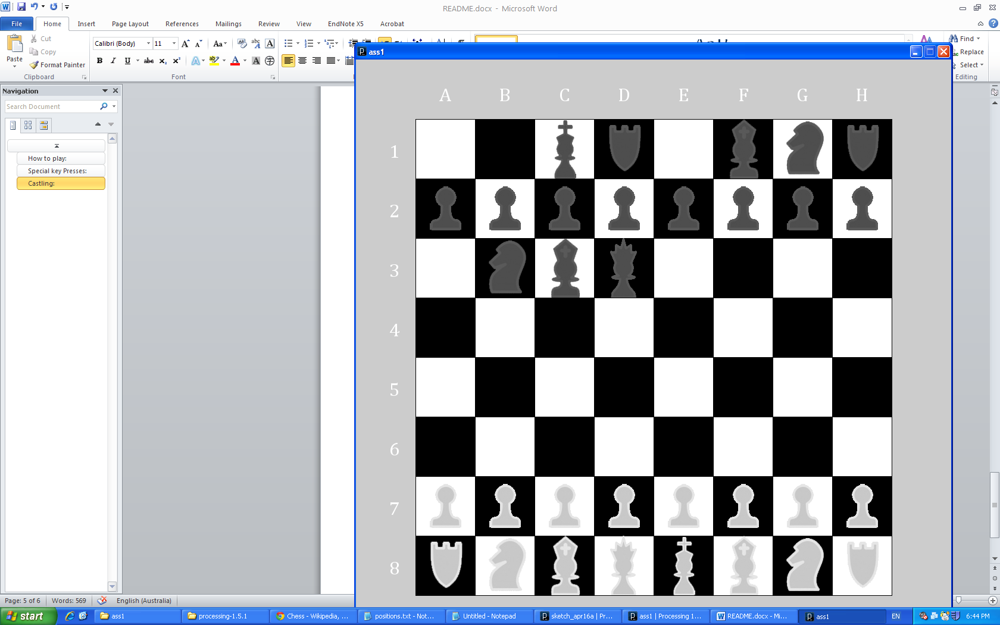 README.docx - Microsoft Word
File Home Insert Page Layout References Mailings Review View EndNote X5 Acrobat
Paste
Cut
Copy
Format Painter
Clipboard
Calibri (Body) 11
Font
Find
Replace
Select
Editing
ass1
Navigation
Search Document
How to play:
Special key Presses:
Castling:
A B C D E F G H
1
2
3
4
5
6
7
8
Page: 5 of 6 Words: 569 English (Australia)
start ass1 processing-1.5.1 Chess - Wikipedia, ... positions.txt - Not... Untitled - Notepad sketch_apr16a | Pr... ass1 | Processing 1... README.docx - Mi... ass1 EN 6:44 PM